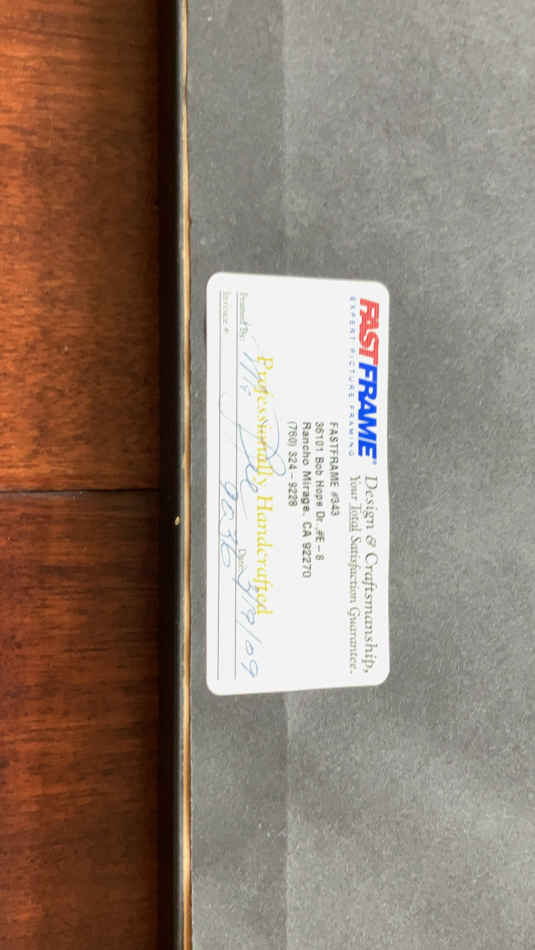 FASTFRAME®
EXPERT PICTURE FRAMING
Design & Craftsmanship,
Your Total Satisfaction Guarantee.
FASTFRAME #343
36101 Bob Hope Dr.,#E-8
Rancho Mirage, CA 92270
(760) 324-9228
Professionally Handcrafted
Framed By: Date:
Invoice #: